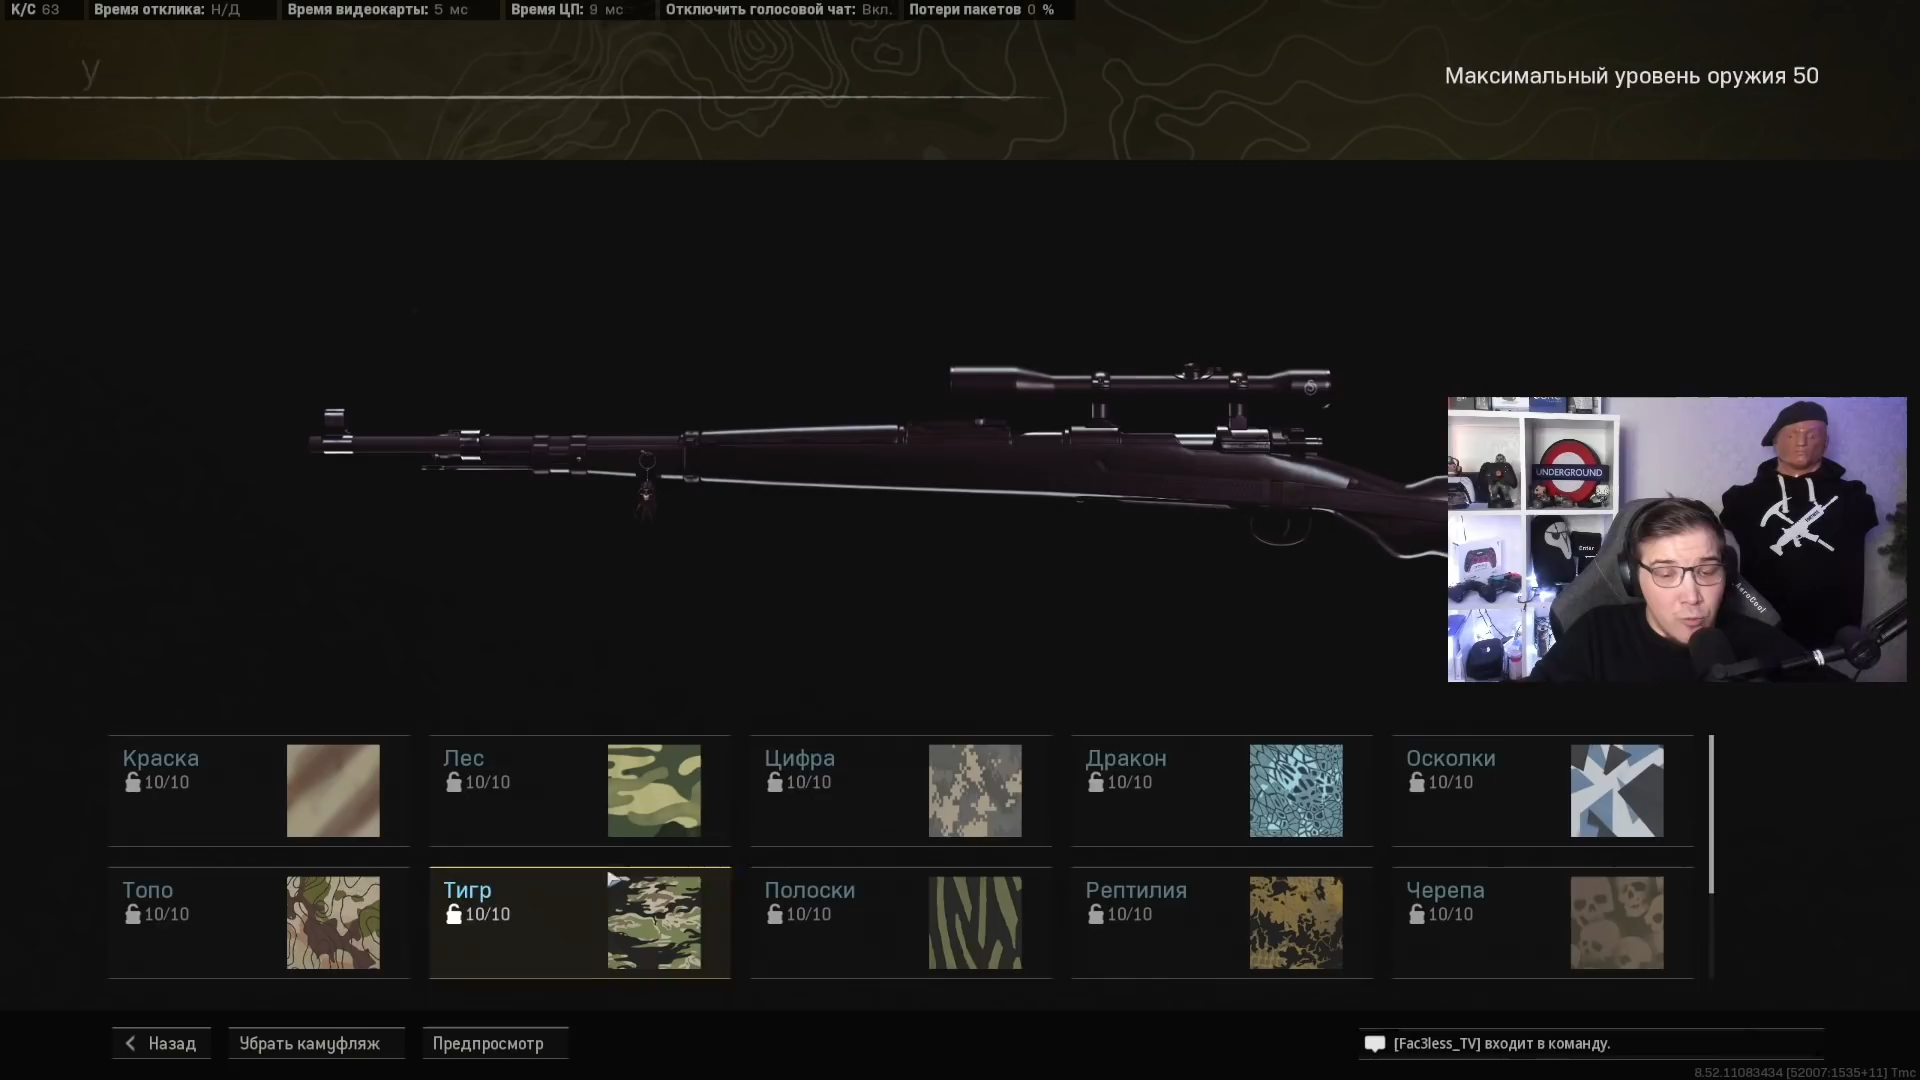 К/С 63 Время отклика: Н/Д Время видеокарты: 5 мс Время ЦП: 9 мс Отключить голосовой чат: Вкл. Потери пакетов 0 %
у
Максимальный уровень оружия 50
UNDERGROUND
Enter
AeroCool
Краска
10/10
Лес
10/10
Цифра
10/10
Дракон
10/10
Осколки
10/10
Топо
10/10
Тигр
10/10
Полоски
10/10
Рептилия
10/10
Черепа
10/10
Назад
Убрать камуфляж
Предпросмотр
[Fac3less_TV] входит в команду.
8.52.11083434 [52007:1535+11] Tmc